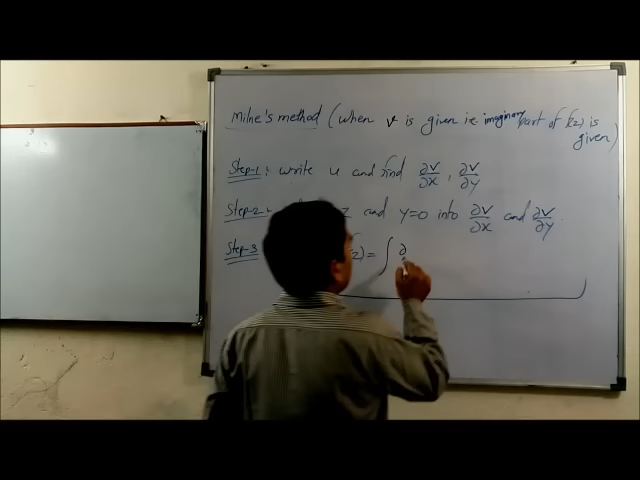 Milne's method (when v is given ie imaginary part of f(z) is given)
Step-1: write u and find ∂v/∂x, ∂v/∂y
Step-2: z and y=0 into ∂v/∂x and ∂v/∂y.
Step-3 (z) = ∫ ∂